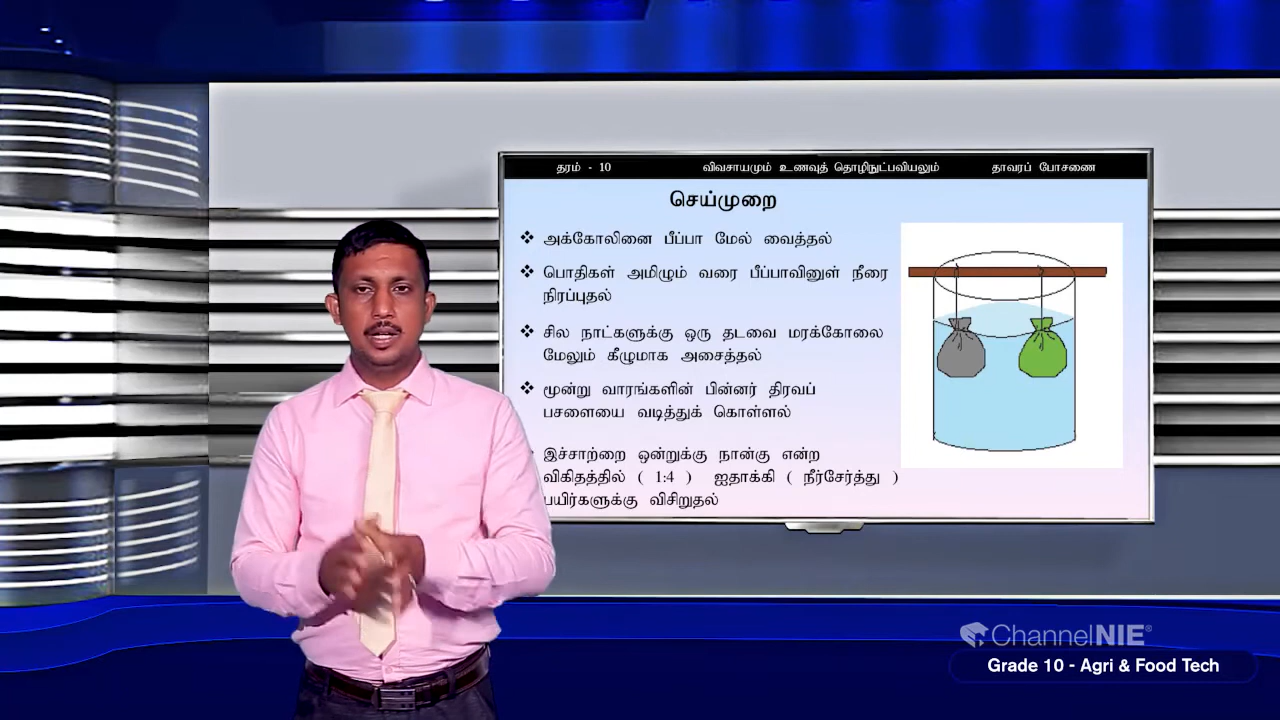 தரம் - 10 விவசாயமும் உணவுத் தொழிநுட்பவியலும் தாவரப் போசணை
செய்முறை
❖ அக்கோலினை பீப்பா மேல் வைத்தல்
❖ பொதிகள் அமிழும் வரை பீப்பாவினுள் நீரை
நிரப்புதல்
❖ சில நாட்களுக்கு ஒரு தடவை மரக்கோலை
மேலும் கீழுமாக அசைத்தல்
❖ மூன்று வாரங்களின் பின்னர் திரவப்
பசளையை வடித்துக் கொள்ளல்
இச்சாற்றை ஒன்றுக்கு நான்கு என்ற
விகிதத்தில் ( 1:4 ) ஐதாக்கி ( நீர்சேர்த்து )
பயிர்களுக்கு விசிறுதல்
ChannelNIE®
Grade 10 - Agri & Food Tech